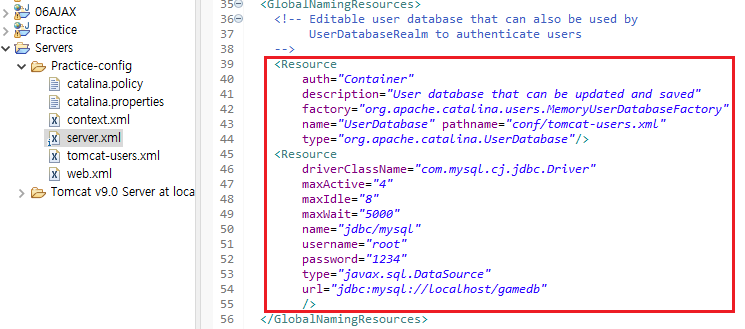 06AJAX
Practice
Servers
Practice-config
catalina.policy
catalina.properties
context.xml
server.xml
tomcat-users.xml
web.xml
Tomcat v9.0 Server at loca
35 <GlobalNamingResources>
36 <!-- Editable user database that can also be used by
37 UserDatabaseRealm to authenticate users
38 -->
39 <Resource
40 auth="Container"
41 description="User database that can be updated and saved"
42 factory="org.apache.catalina.users.MemoryUserDatabaseFactory"
43 name="UserDatabase" pathname="conf/tomcat-users.xml"
44 type="org.apache.catalina.UserDatabase"/>
45 <Resource
46 driverClassName="com.mysql.cj.jdbc.Driver"
47 maxActive="4"
48 maxIdle="8"
49 maxWait="5000"
50 name="jdbc/mysql"
51 username="root"
52 password="1234"
53 type="javax.sql.DataSource"
54 url="jdbc:mysql://localhost/gamedb"
55 />
56 </GlobalNamingResources>